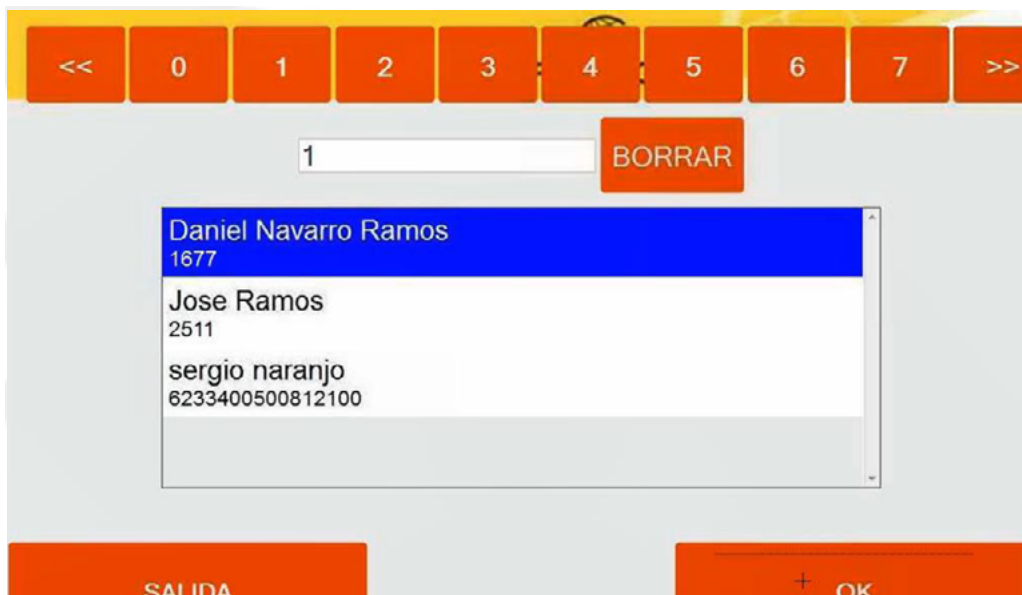 << 0 1 2 3 4 5 6 7 >>
1 BORRAR
Daniel Navarro Ramos
1677
Jose Ramos
2511
sergio naranjo
6233400500812100
SALIDA OK